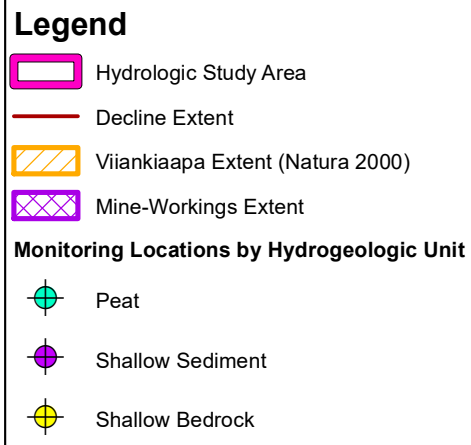 Legend
Hydrologic Study Area
Decline Extent
Viiankiaapa Extent (Natura 2000)
Mine-Workings Extent
Monitoring Locations by Hydrogeologic Unit
Peat
Shallow Sediment
Shallow Bedrock